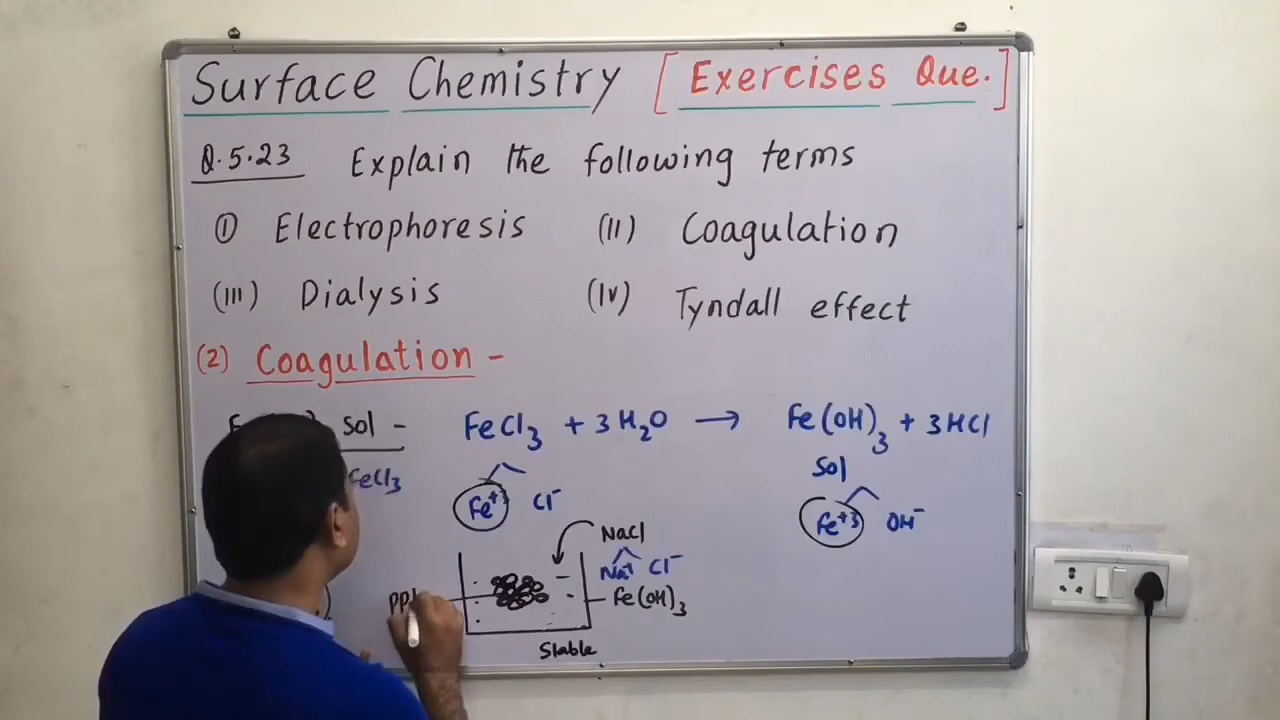 Surface Chemistry [Exercises Que.]
Q.5.23 Explain the following terms
(I) Electrophoresis (II) Coagulation
(III) Dialysis (IV) Tyndall effect
(2) Coagulation -
Sol - FeCl3 + 3H2O → Fe(OH)3 + 3HCl
FeCl3 Sol
Fe+ Cl- Fe+3 OH-
NaCl
Na+ Cl-
PPt Fe(OH)3
Stable